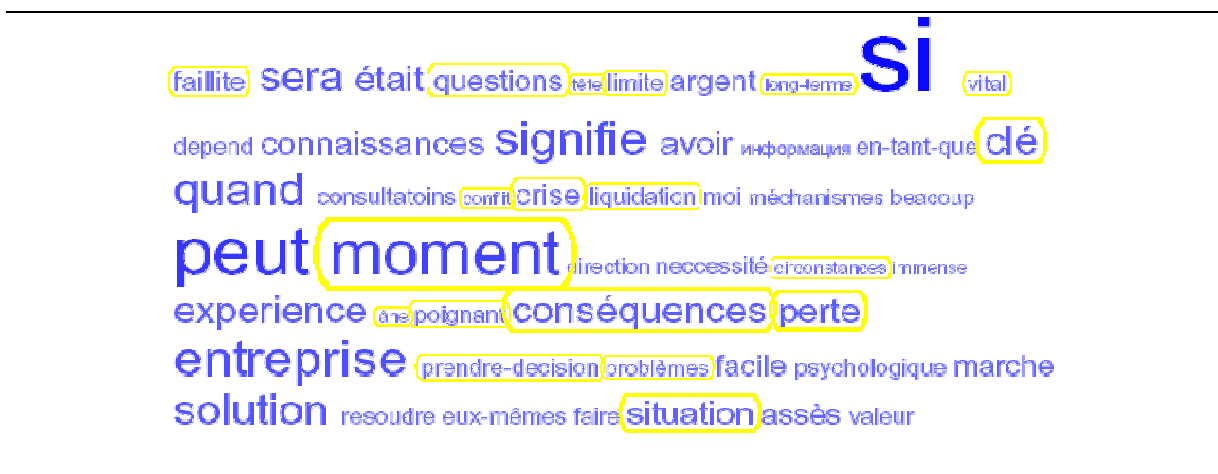 faillite sera était questions tête limite argent long-terme si vital
depend connaissances signifie avoir информация en-tant-que clé
quand consultatoins conflit crise liquidation moi méchanismes beacoup
peut moment direction neccessité circonstances immense
experience âne poignant conséquences perte
entreprise prendre-decision problèmes facile psychologique marche
solution resoudre eux-mêmes faire situation assès valeur